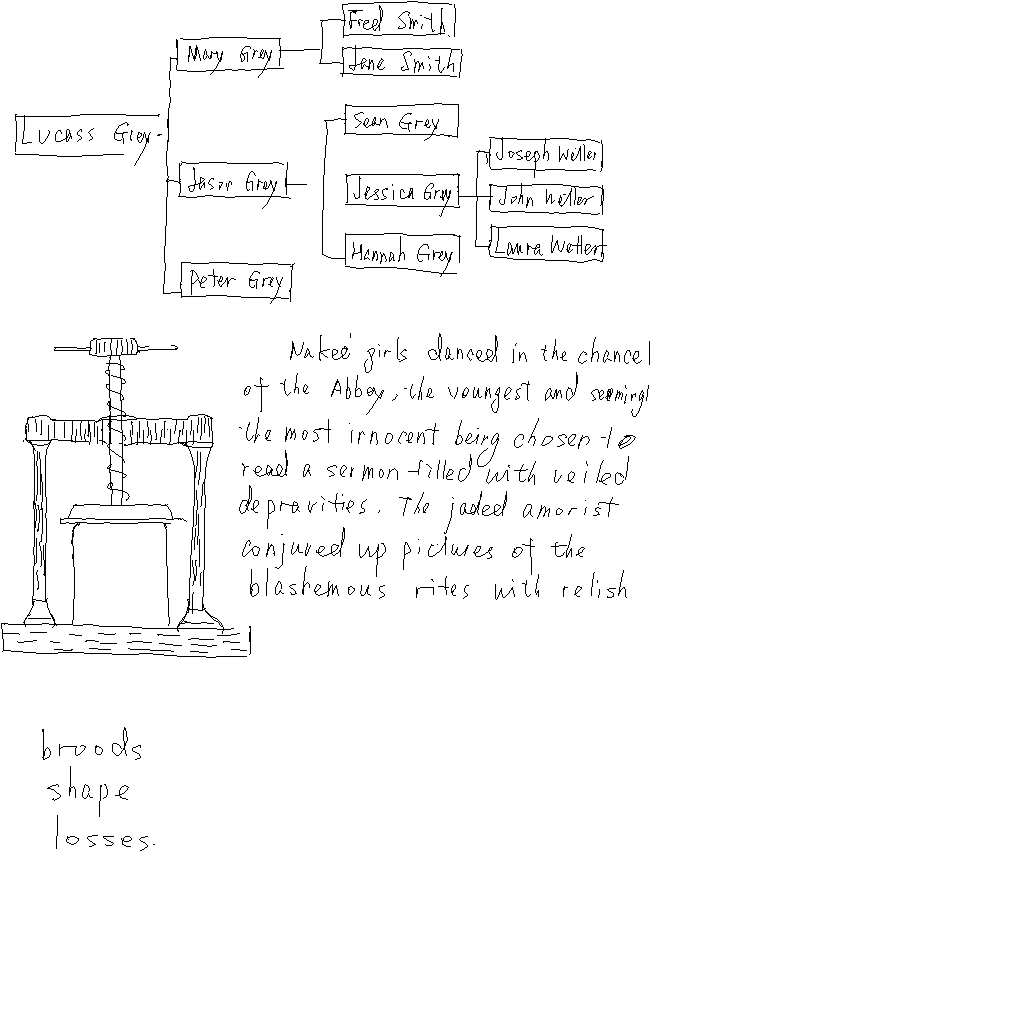 Fred Smith
Mary Grey
Jane Smith
Lucass Grey
Sean Grey
Jason Grey
Jessica Grey
Joseph Weller
John Weller
Laura Wellert
Hannah Grey
Peter Grey
Naked girls danced in the chancel
of the Abbey, the youngest and seemingl
the most innocent being chosen to
read a sermon filled with veiled
depravities. The jaded amorist
conjured up pictures of the
blashemous rites with relish
broods
shape
losses.